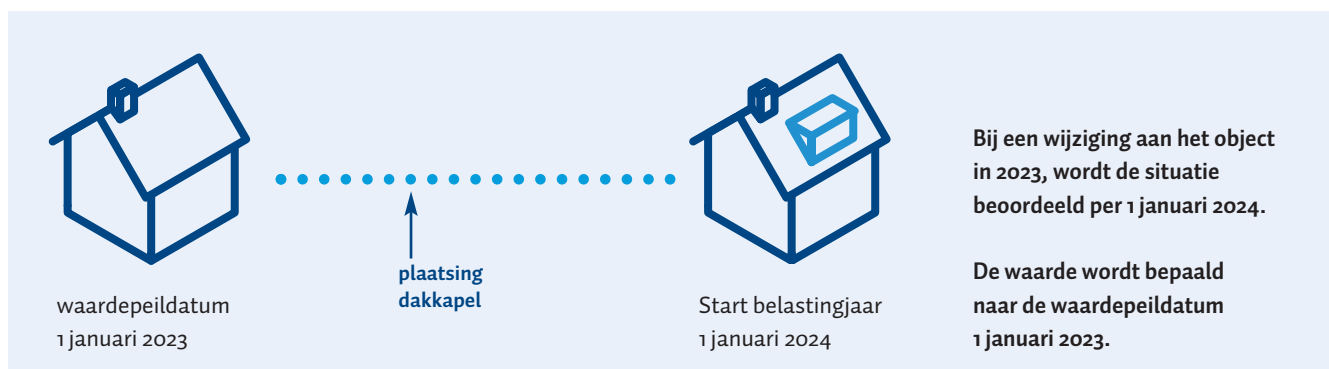 waardepeildatum
1 januari 2023
plaatsing
dakkapel
Start belastingjaar
1 januari 2024
Bij een wijziging aan het object
in 2023, wordt de situatie
beoordeeld per 1 januari 2024.
De waarde wordt bepaald
naar de waardepeildatum
1 januari 2023.